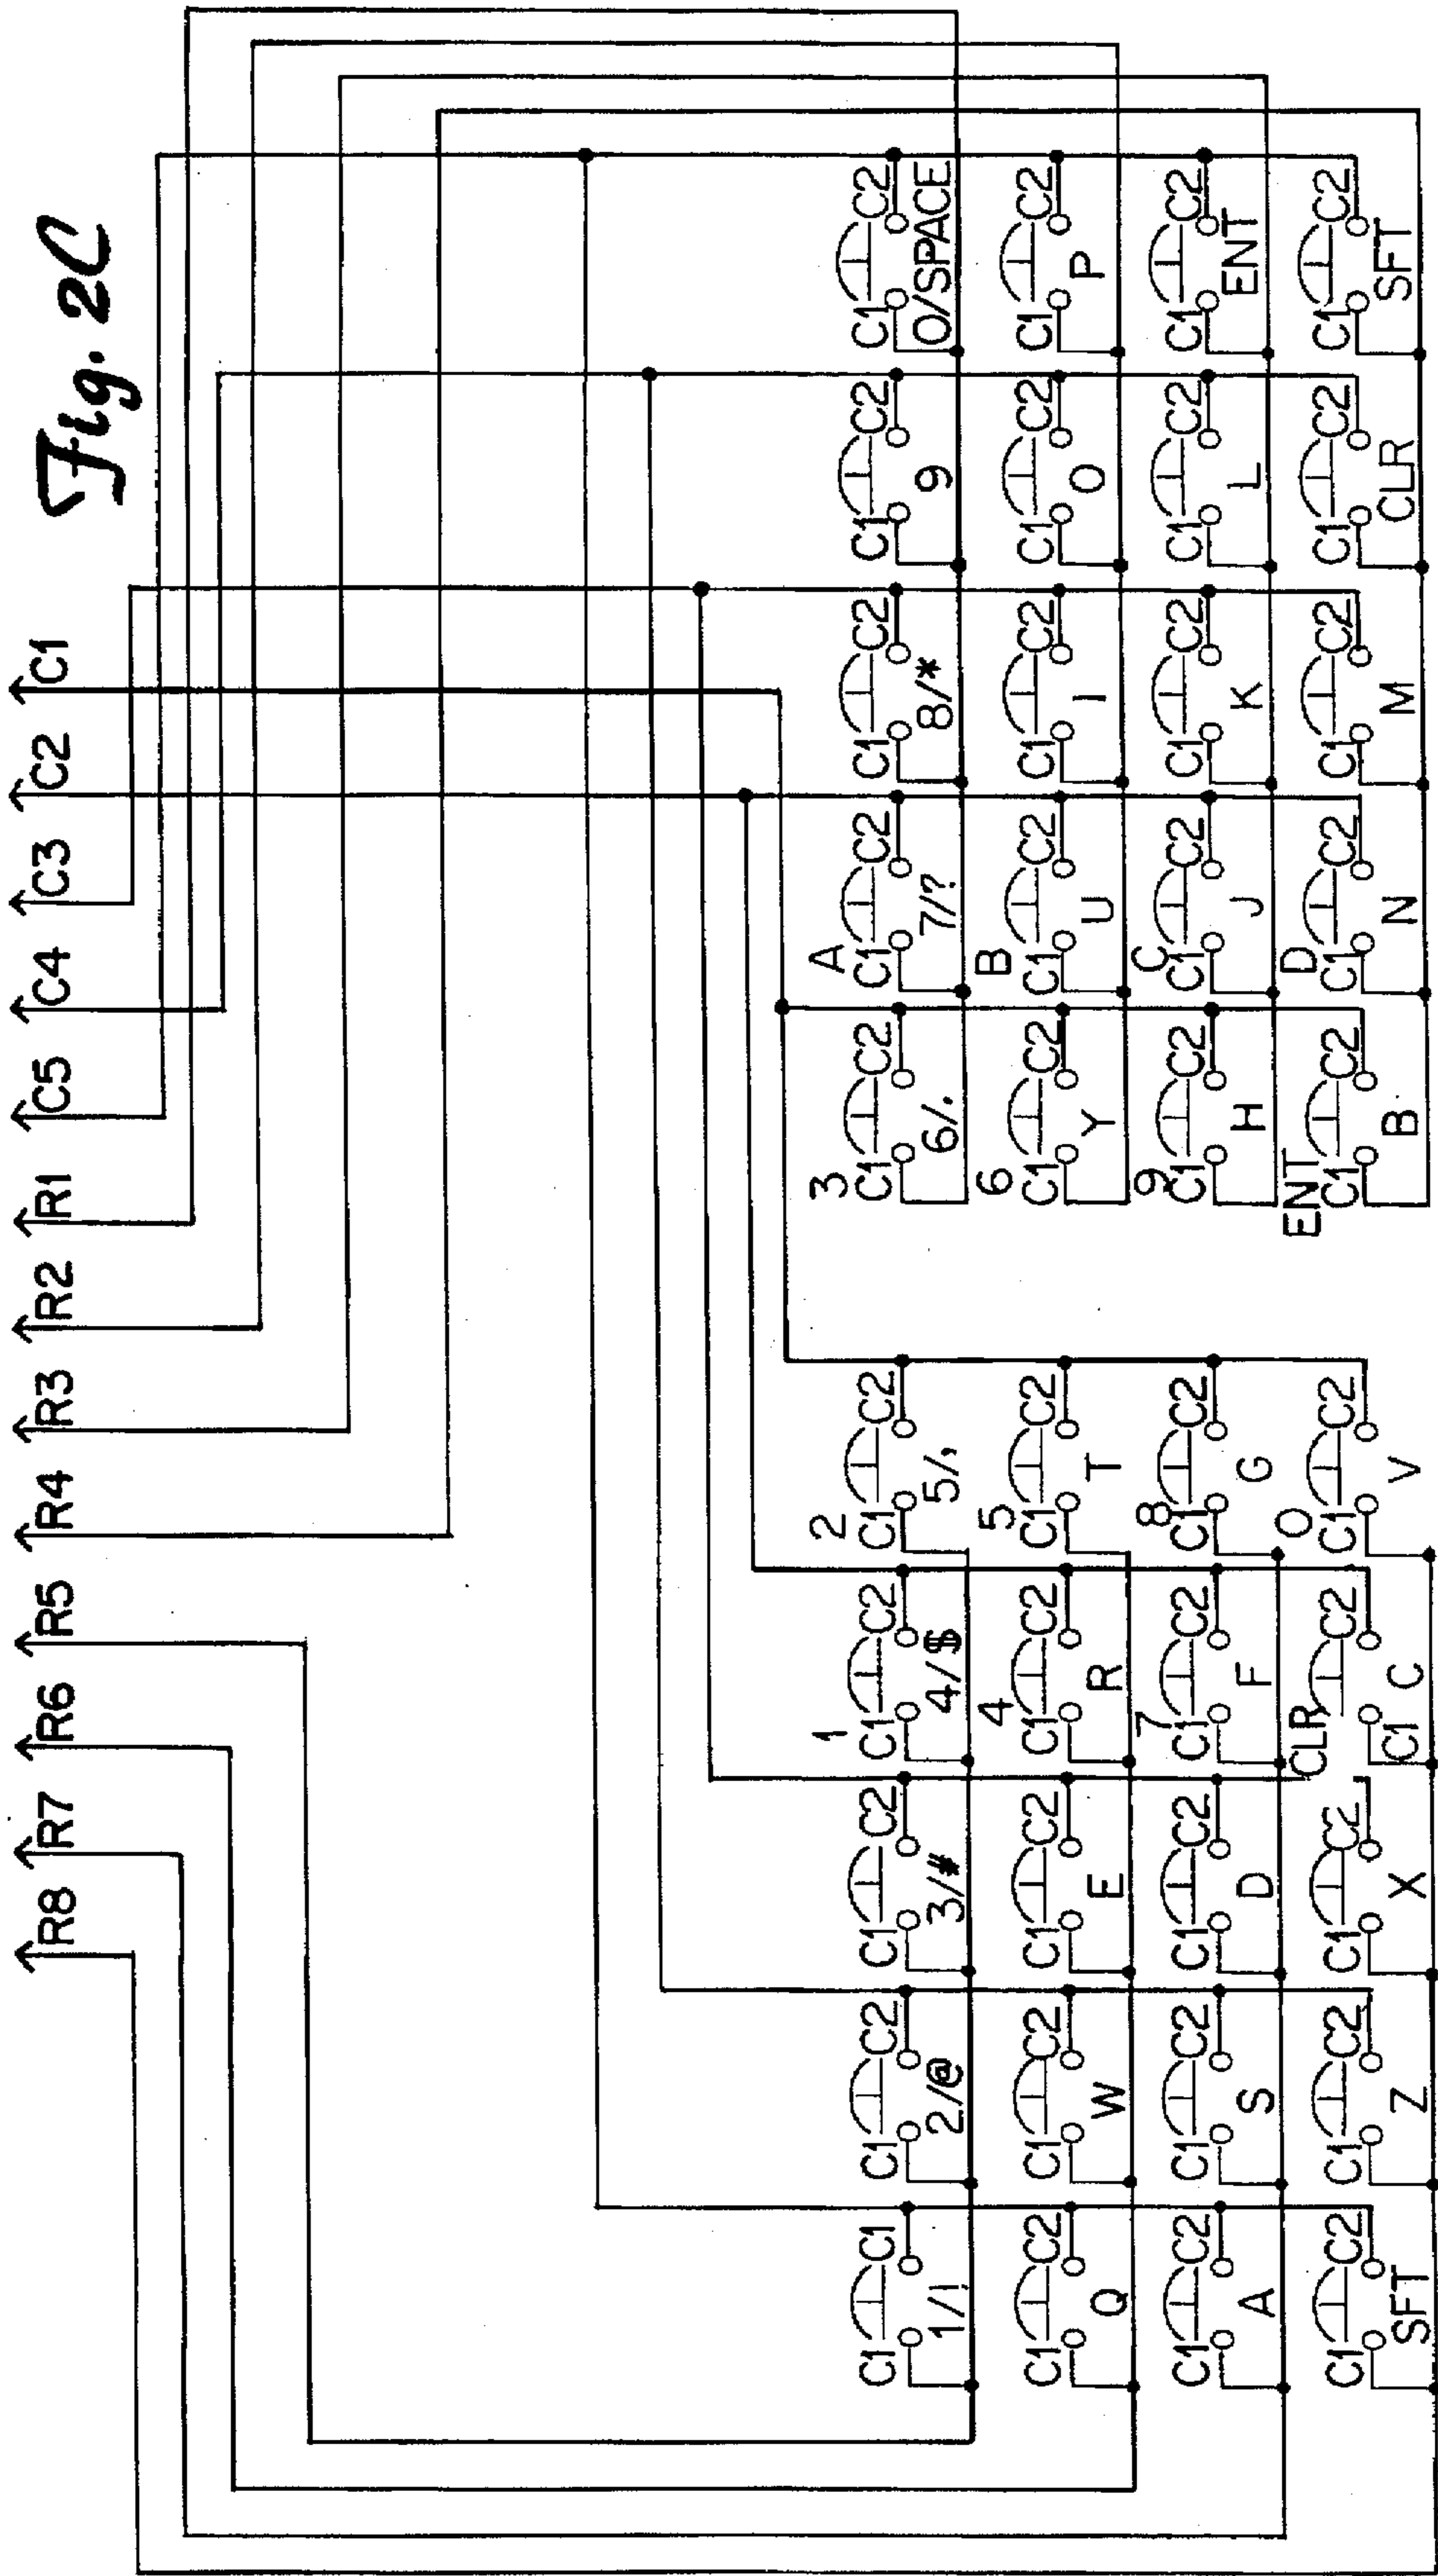 Fig. 2C
R8 R7 R6 R5 R4 R3 R2 R1 C5 C4 C3 C2 C1
1 2 3 A
C1 C1 C1 C2 C1 C2 C1 C2 C1 C2 C1 C2 C1 C2 C1 C2 C1 C2 C1 C2
1/! 2/@ 3/# 4/$ 5/, 6/. 7/? 8/* 9 0/SPACE
4 5 6 B
C1 C2 C1 C2 C1 C2 C1 C2 C1 C2 C1 C2 C1 C2 C1 C2 C1 C2 C1 C2
Q W E R T Y U I O P
7 8 9 C
C1 C2 C1 C2 C1 C2 C1 C2 C1 C2 C1 C2 C1 C2 C1 C2 C1 C2 C1 C2
A S D F G H J K L ENT
CLR 0 ENT D
C1 C2 C1 C2 C1 C2 C1 C2 C1 C2 C1 C2 C1 C2 C1 C2 C1 C2 C1 C2
SFT Z X C V B N M CLR SFT